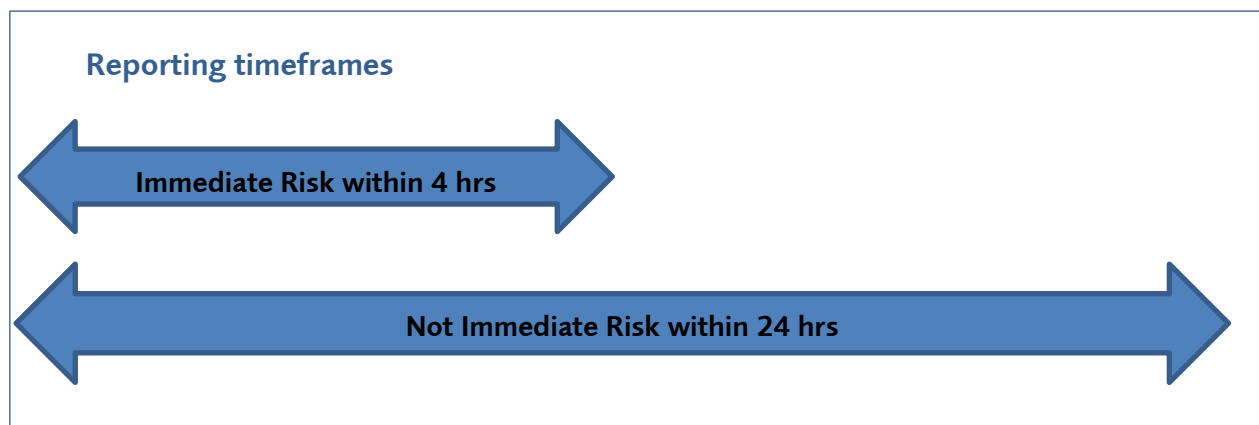 Reporting timeframes
Immediate Risk within 4 hrs
Not Immediate Risk within 24 hrs